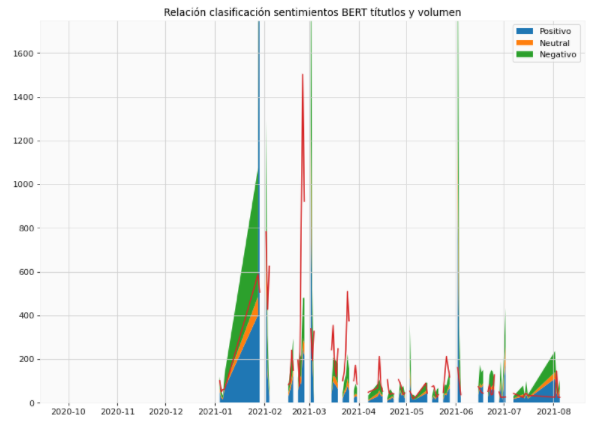 Relación clasificación sentimientos BERT títutlos y volumen
Positivo
Neutral
Negativo
1600
1400
1200
1000
800
600
400
200
0
2020-10 2020-11 2020-12 2021-01 2021-02 2021-03 2021-04 2021-05 2021-06 2021-07 2021-08